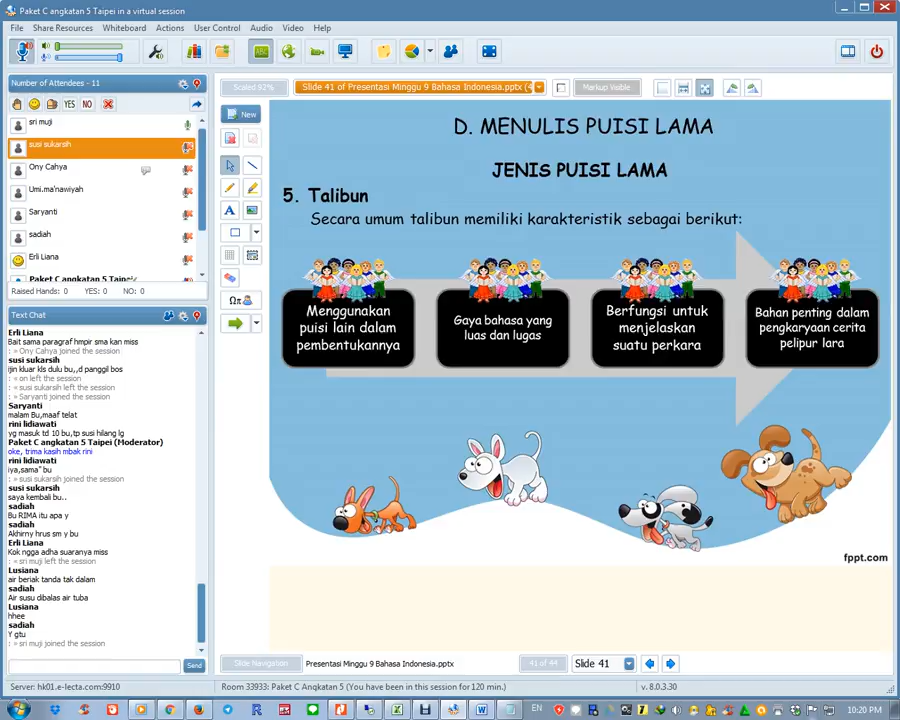 Paket C angkatan 5 Taipei in a virtual session
File Share Resources Whiteboard Actions User Control Audio Video Help
Number of Attendees - 11
YES NO
sri muji
susi sukarsih
Ony Cahya
Umi.ma'nawiyah
Saryanti
sadiah
Erli Liana
Paket C angkatan 5 Taipei
Raised Hands: 0 YES: 0 NO: 0
Text Chat
Erli Liana
Bait sama paragraf hmpir sma kan miss
: » Ony Cahya joined the session
susi sukarsih
ijin kluar kls dulu bu,,d panggil bos
: « on left the session
: « susi sukarsih left the session
: » Saryanti joined the session
Saryanti
malam Bu,maaf telat
rini lidiawati
yg masuk td 10 bu,tp susi hilang lg
Paket C angkatan 5 Taipei (Moderator)
oke, trima kasih mbak rini
rini lidiawati
iya,sama" bu
: » susi sukarsih joined the session
susi sukarsih
saya kembali bu..
sadiah
Bu RIMA itu apa y
sadiah
Akhirny hrus sm y bu
Erli Liana
Kok ngga adha suaranya miss
: « sri muji left the session
Lusiana
air beriak tanda tak dalam
sadiah
Air susu dibalas air tuba
Lusiana
hhee
sadiah
Y gtu
: » sri muji joined the session
Send
Scaled 92%
Slide 41 of Presentasi Minggu 9 Bahasa Indonesia.pptx (4
Markup Visible
New
D. MENULIS PUISI LAMA
JENIS PUISI LAMA
5. Talibun
Secara umum talibun memiliki karakteristik sebagai berikut:
Menggunakan
puisi lain dalam
pembentukannya
Gaya bahasa yang
luas dan lugas
Berfungsi untuk
menjelaskan
suatu perkara
Bahan penting dalam
pengkaryaan cerita
pelipur lara
fppt.com
Slide Navigation
Presentasi Minggu 9 Bahasa Indonesia.pptx
41 of 44
Slide 41
Server: hk01.e-lecta.com:9910
Room 33933: Paket C Angkatan 5 (You have been in this session for 120 min.)
v. 8.0.3.30
EN
10:20 PM